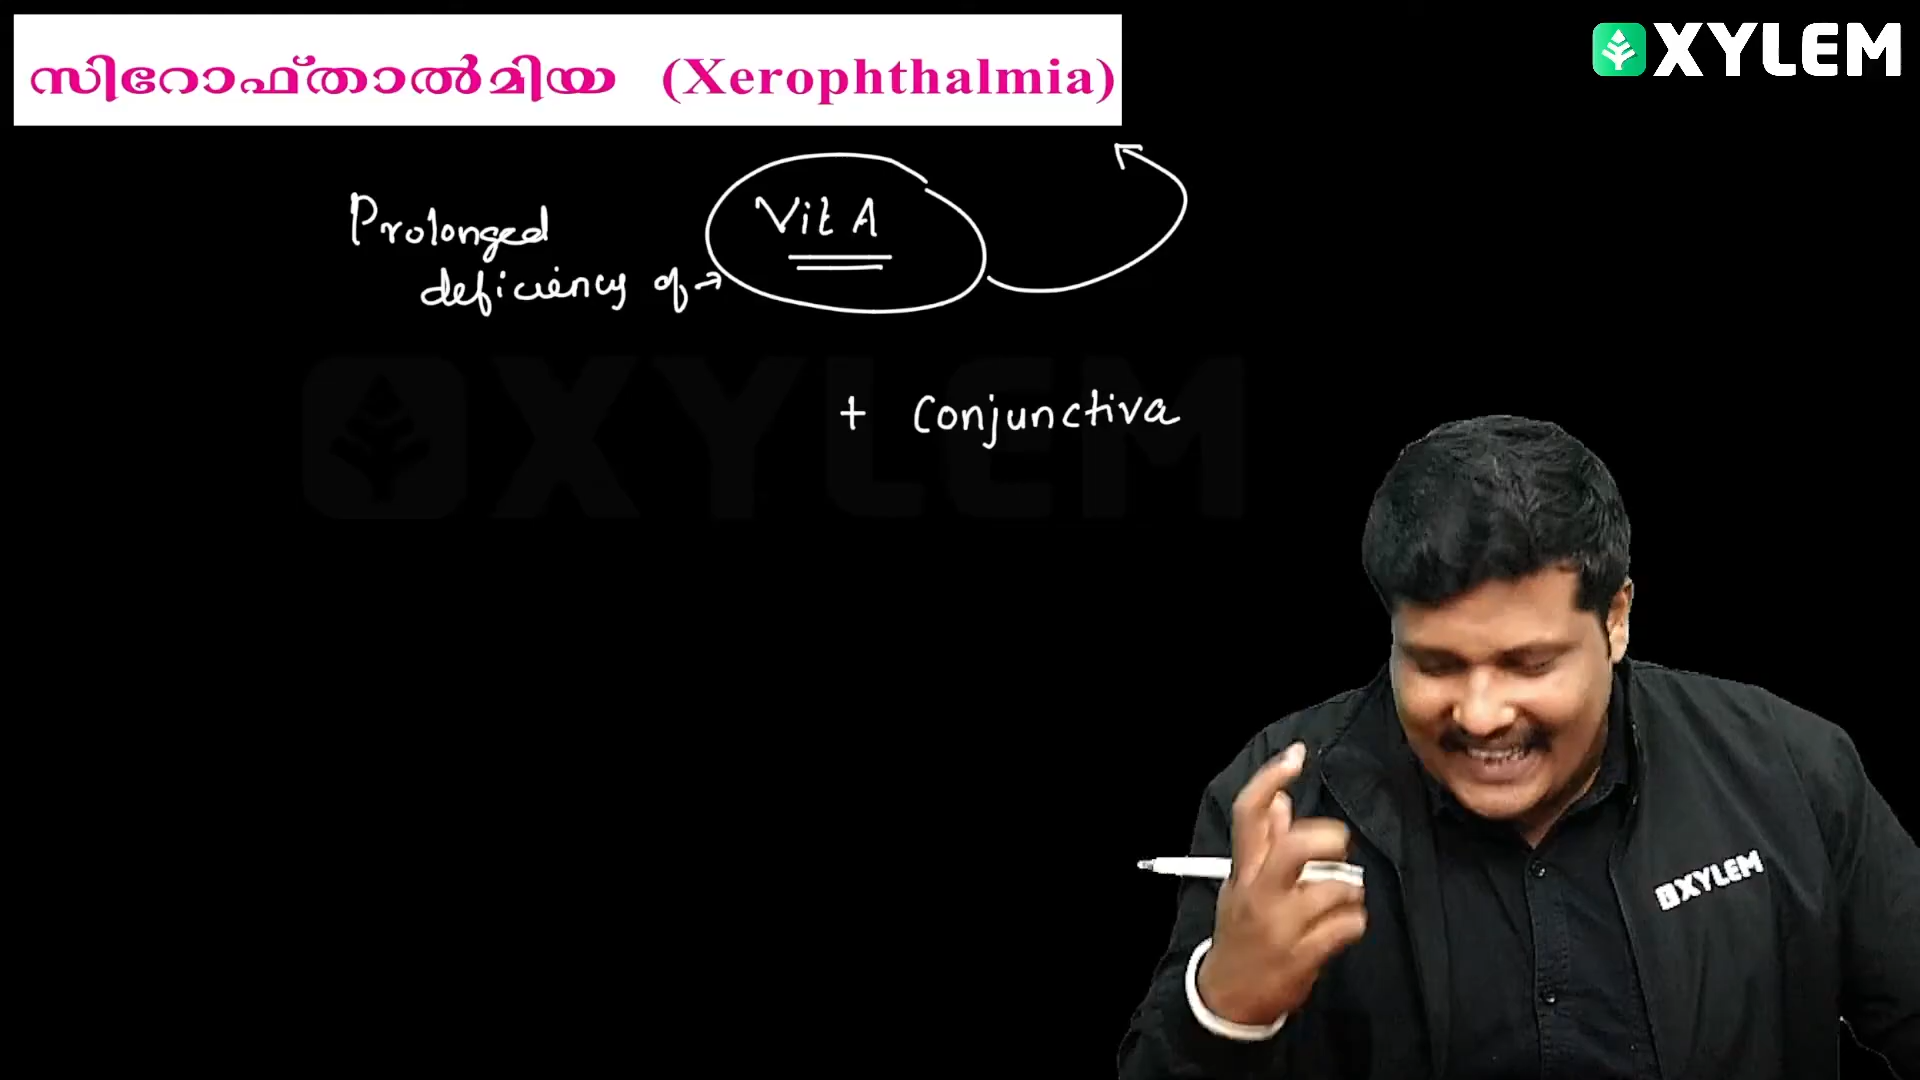 സിറോഫ്താൽമിയ (Xerophthalmia)
XYLEM
Prolonged
deficiency of →
Vit A
+ Conjunctiva
XYLEM
XYLEM